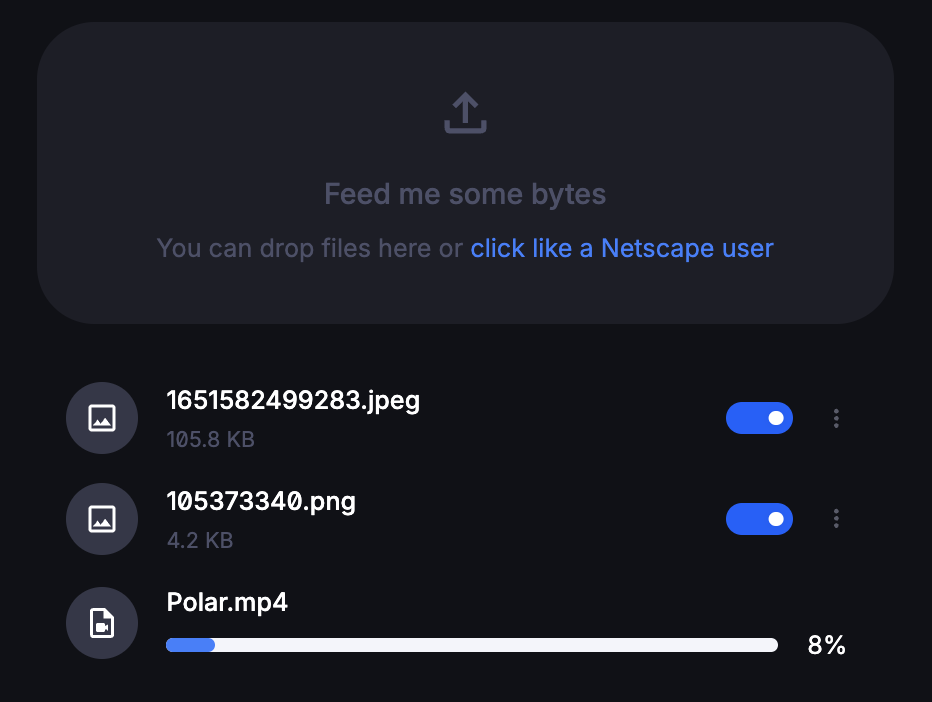 Feed me some bytes
You can drop files here or click like a Netscape user
1651582499283.jpeg
105.8 KB
105373340.png
4.2 KB
Polar.mp4
8%